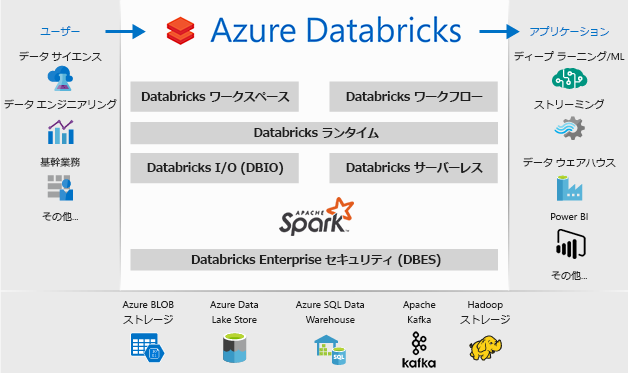 ユーザー
Azure Databricks
アプリケーション
データ サイエンス
データ エンジニアリング
基幹業務
その他...
Databricks ワークスペース
Databricks ワークフロー
Databricks ランタイム
Databricks I/O (DBIO)
Databricks サーバーレス
APACHE
Spark™
Databricks Enterprise セキュリティ (DBES)
ディープ ラーニング/ML
ストリーミング
データ ウエアハウス
Power BI
その他...
Azure BLOB
ストレージ
Azure Data
Lake Store
Azure SQL Data
Warehouse
SQL
Apache
Kafka
kafka
Hadoop
ストレージ